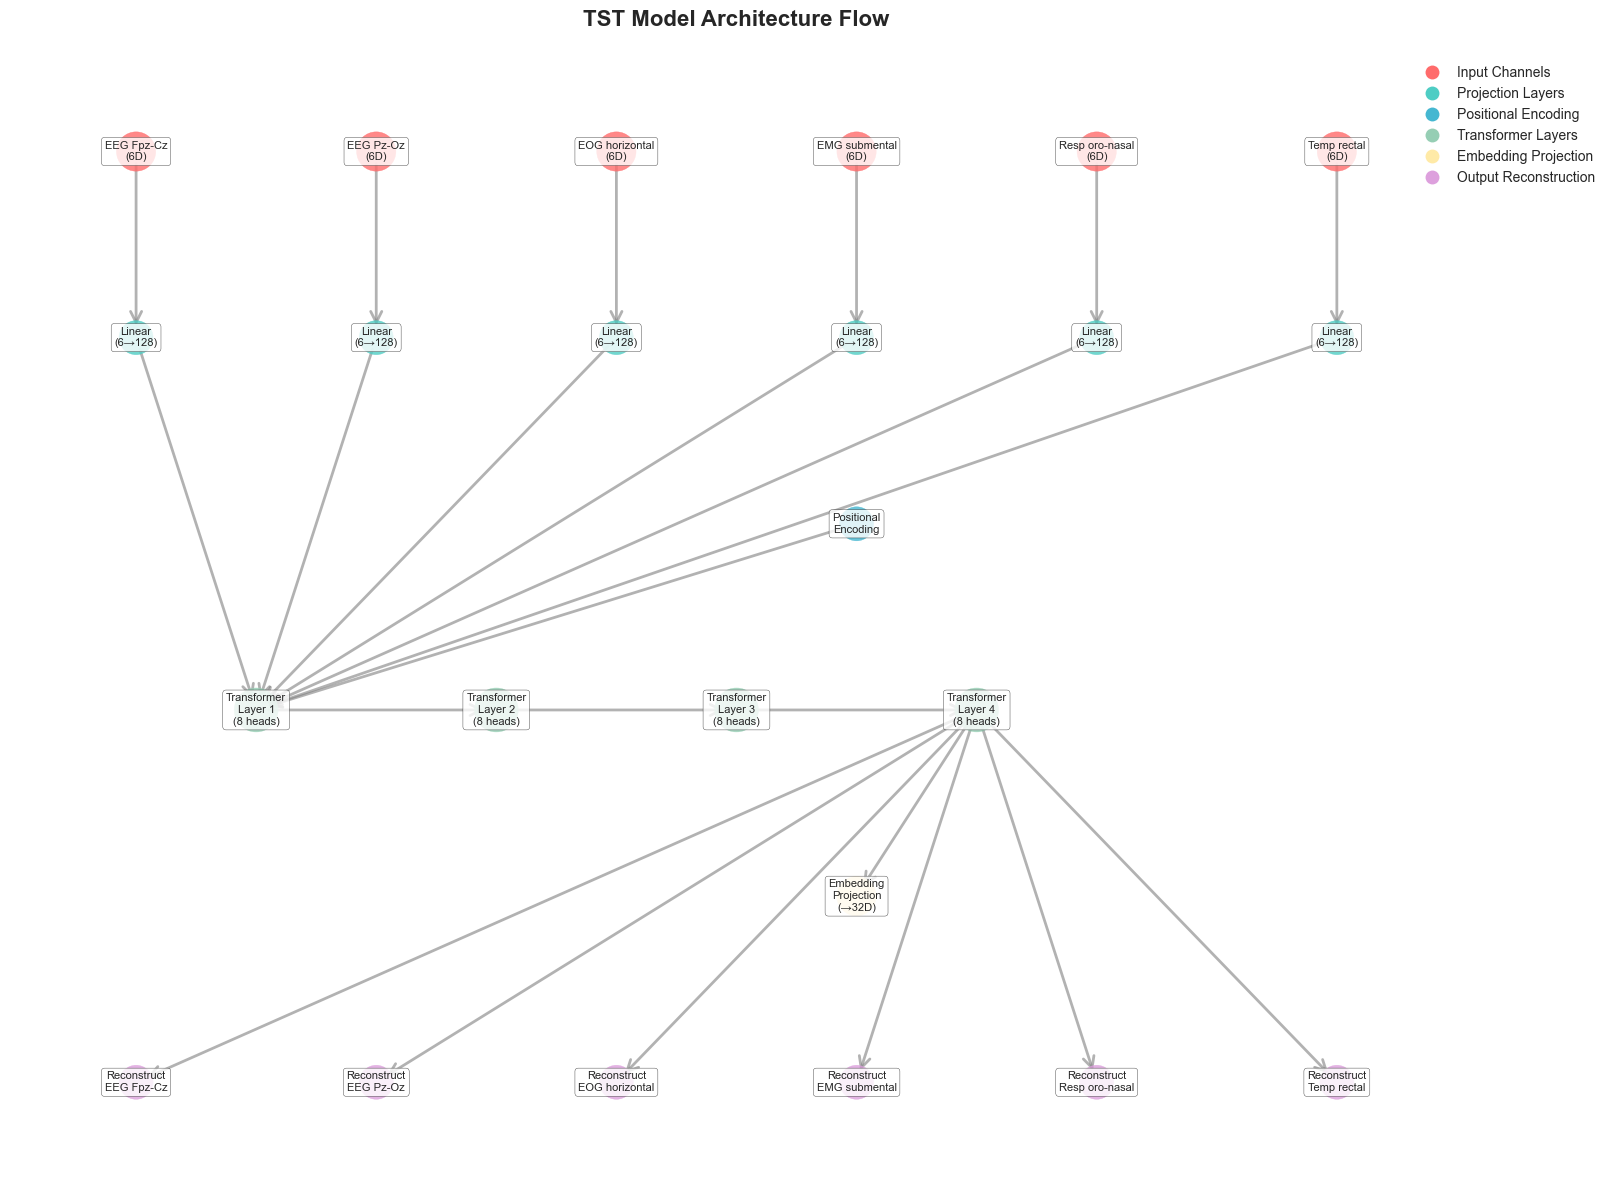 TST Model Architecture Flow
Input Channels
Projection Layers
Positional Encoding
Transformer Layers
Embedding Projection
Output Reconstruction
EEG Fpz-Cz
(6D)
EEG Pz-Oz
(6D)
EOG horizontal
(6D)
EMG submental
(6D)
Resp oro-nasal
(6D)
Temp rectal
(6D)
Linear
(6→128)
Linear
(6→128)
Linear
(6→128)
Linear
(6→128)
Linear
(6→128)
Linear
(6→128)
Positional
Encoding
Transformer
Layer 1
(8 heads)
Transformer
Layer 2
(8 heads)
Transformer
Layer 3
(8 heads)
Transformer
Layer 4
(8 heads)
Embedding
Projection
(→32D)
Reconstruct
EEG Fpz-Cz
Reconstruct
EEG Pz-Oz
Reconstruct
EOG horizontal
Reconstruct
EMG submental
Reconstruct
Resp oro-nasal
Reconstruct
Temp rectal